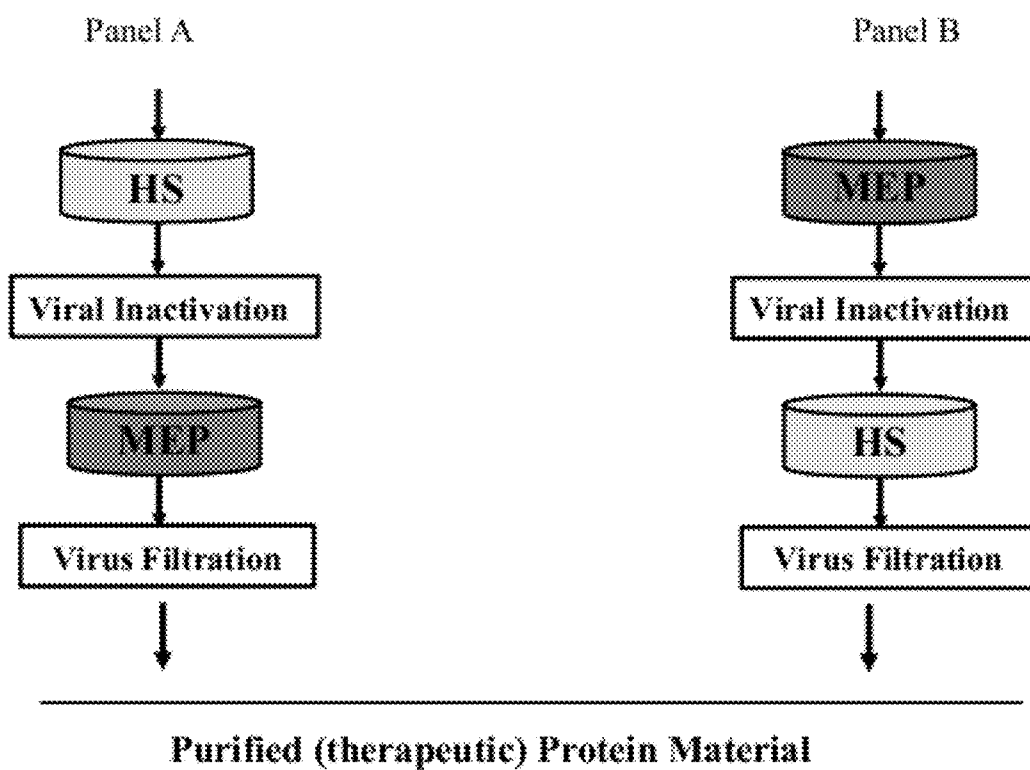 Panel A
Panel B
HS
MEP
Viral Inactivation
Viral Inactivation
MEP
HS
Virus Filtration
Virus Filtration
Purified (therapeutic) Protein Material